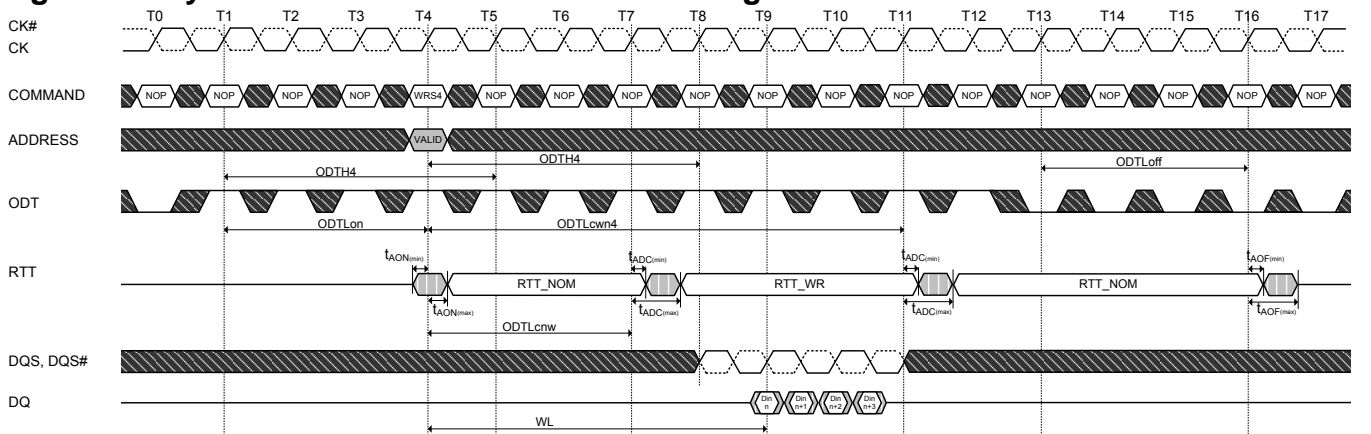 T0 T1 T2 T3 T4 T5 T6 T7 T8 T9 T10 T11 T12 T13 T14 T15 T16 T17
CK#
CK
COMMAND NOP NOP NOP NOP WRS4 NOP NOP NOP NOP NOP NOP NOP NOP NOP NOP NOP NOP NOP
ADDRESS VALID
ODTH4 ODTLoff
ODTH4
ODT
ODTLon ODTLcwn4
tAON(min) tADC(min) tADC(min) tAOF(min)
RTT RTT_NOM RTT_WR RTT_NOM
tAON(max) tADC(max) tADC(max) tAOF(max)
ODTLcnw
DQS, DQS#
DQ Din n Din n+1 Din n+2 Din n+3
WL